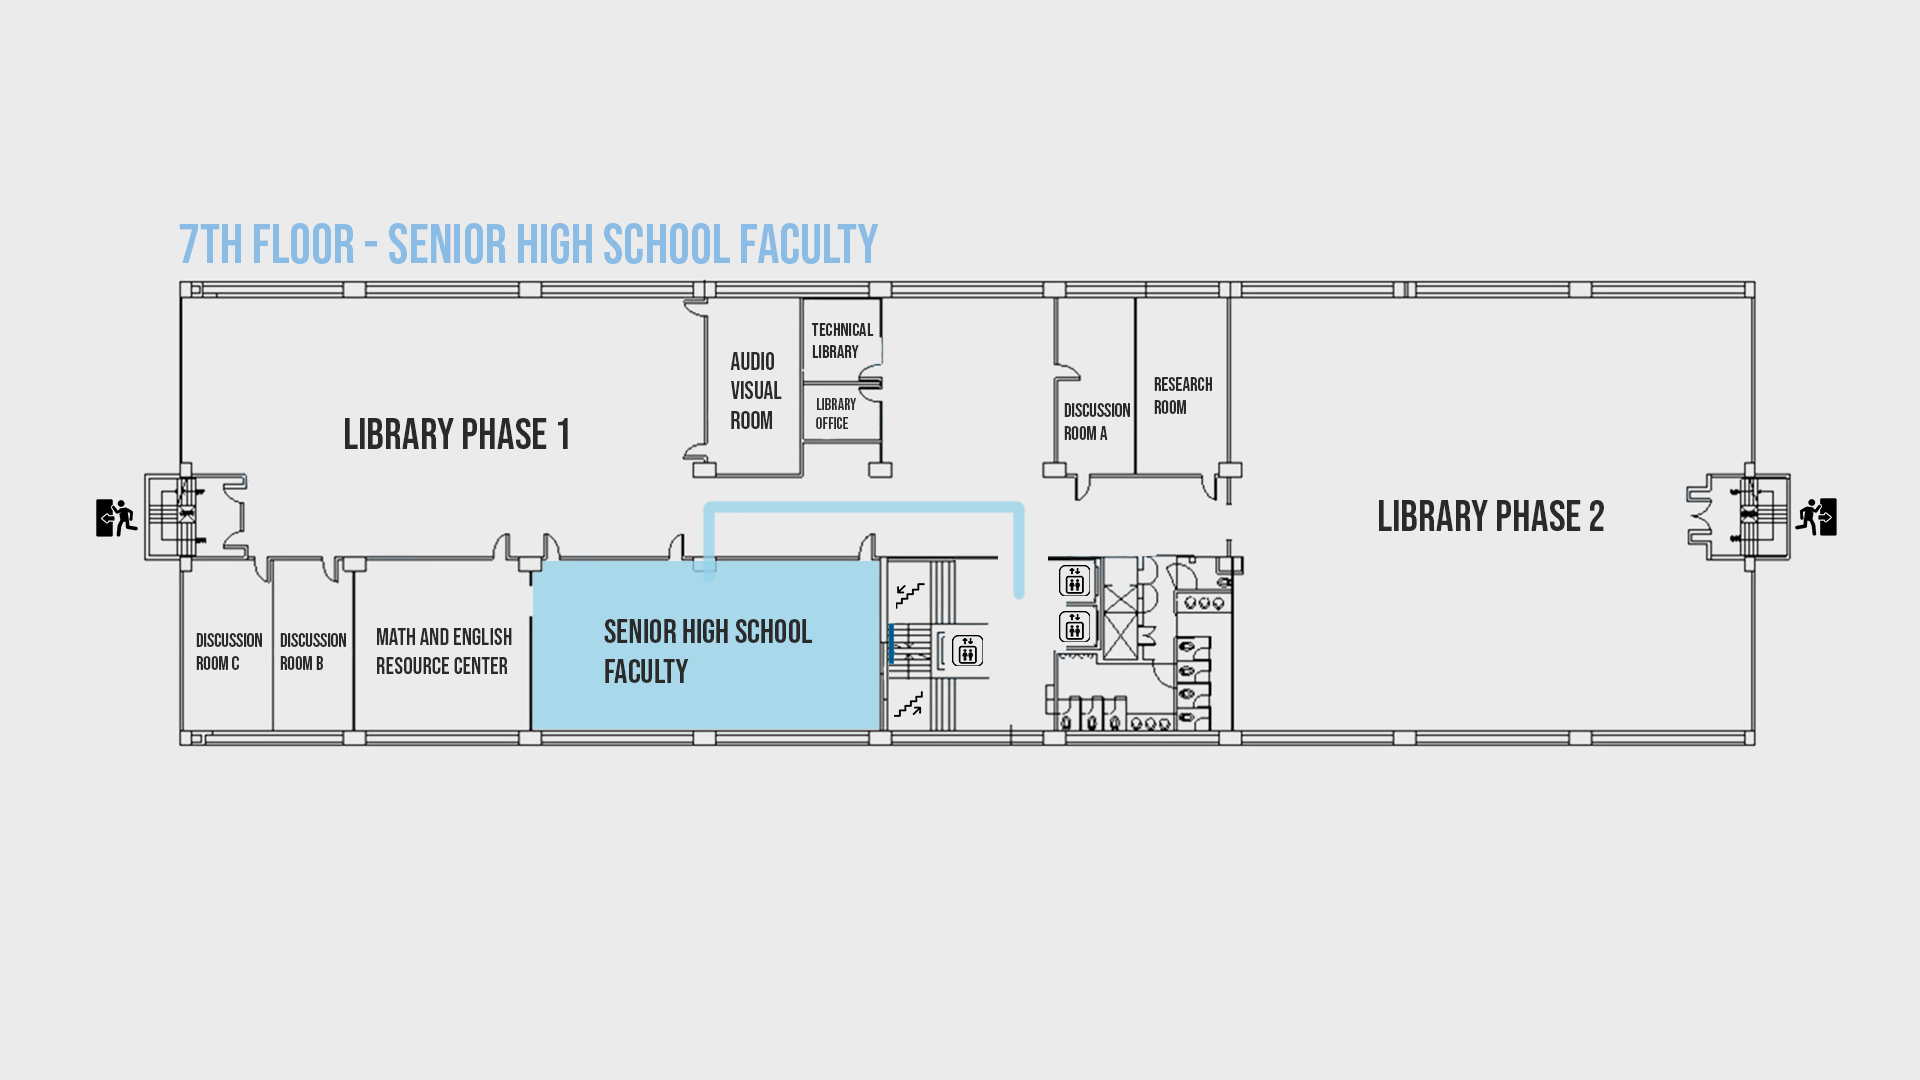 7TH FLOOR - SENIOR HIGH SCHOOL FACULTY
LIBRARY PHASE 1
AUDIO
VISUAL
ROOM
TECHNICAL
LIBRARY
LIBRARY
OFFICE
DISCUSSION
ROOM A
RESEARCH
ROOM
LIBRARY PHASE 2
DISCUSSION
ROOM C
DISCUSSION
ROOM B
MATH AND ENGLISH
RESOURCE CENTER
SENIOR HIGH SCHOOL
FACULTY